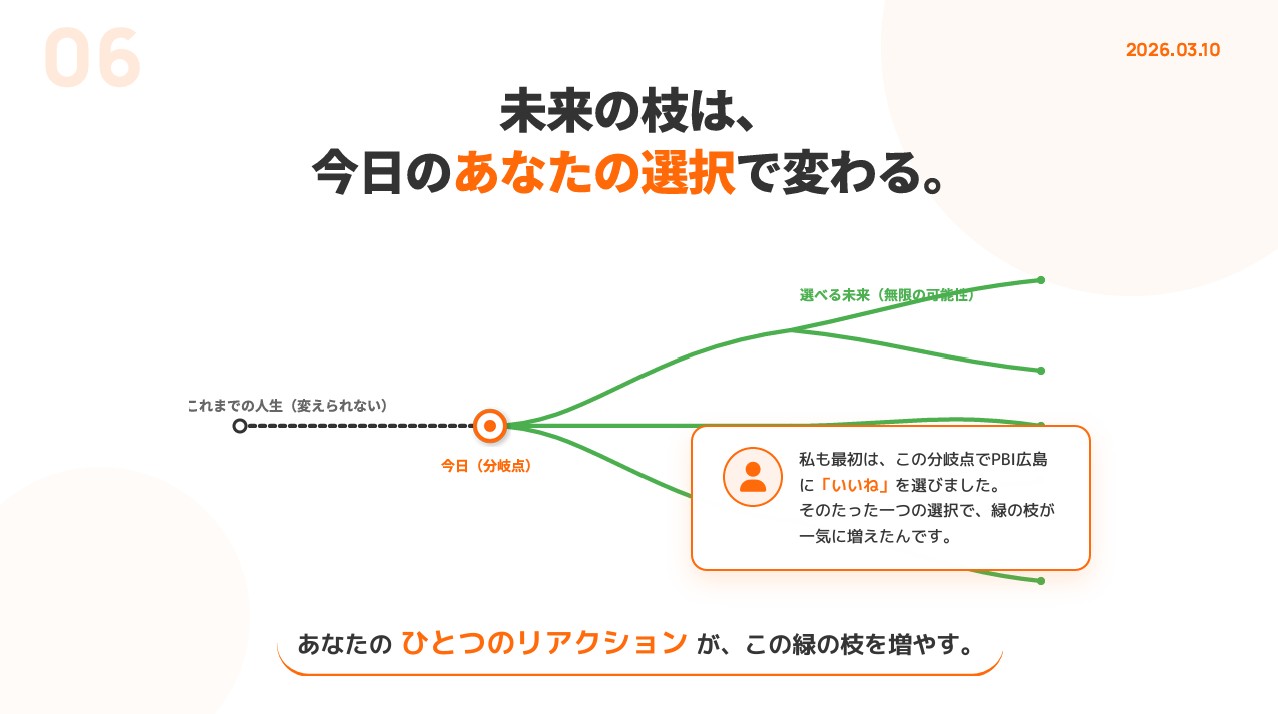 06
2026.03.10
未来の枝は、
今日のあなたの選択で変わる。
選べる未来（無限の可能性）
これまでの人生（変えられない）
今日（分岐点）
私も最初は、この分岐点でPBI広島
に「いいね」を選びました。
そのたった一つの選択で、緑の枝が
一気に増えたんです。
あなたの ひとつのリアクション が、この緑の枝を増やす。